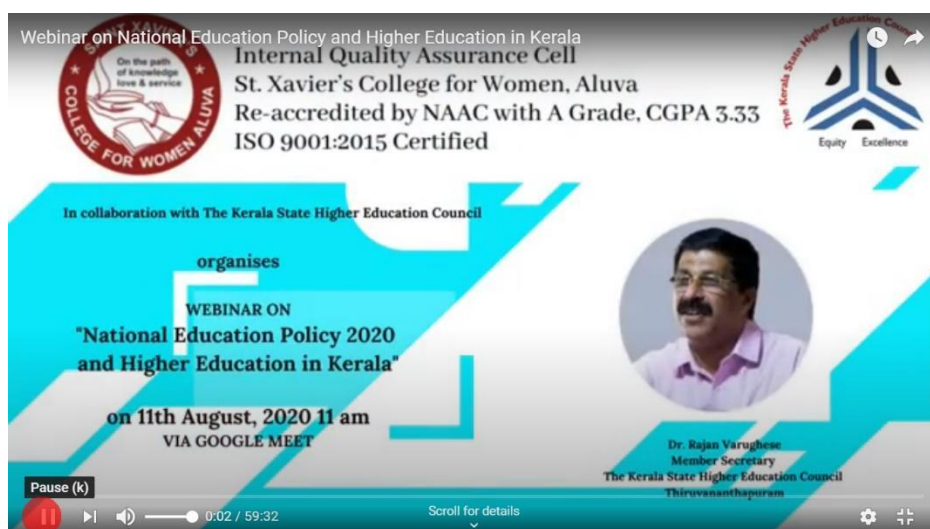 Webinar on National Education Policy and Higher Education in Kerala
SAINT XAVIER'S
COLLEGE FOR WOMEN ALUVA
On the path
of knowledge
love & service
Internal Quality Assurance Cell
St. Xavier's College for Women, Aluva
Re-accredited by NAAC with A Grade, CGPA 3.33
ISO 9001:2015 Certified
The Kerala State Higher Education Council
Equity Excellence
In collaboration with The Kerala State Higher Education Council
organises
WEBINAR ON
"National Education Policy 2020
and Higher Education in Kerala"
on 11th August, 2020 11 am
VIA GOOGLE MEET
Dr. Rajan Varughese
Member Secretary
The Kerala State Higher Education Council
Thiruvananthapuram
Pause (k)
0:02 / 59:32
Scroll for details